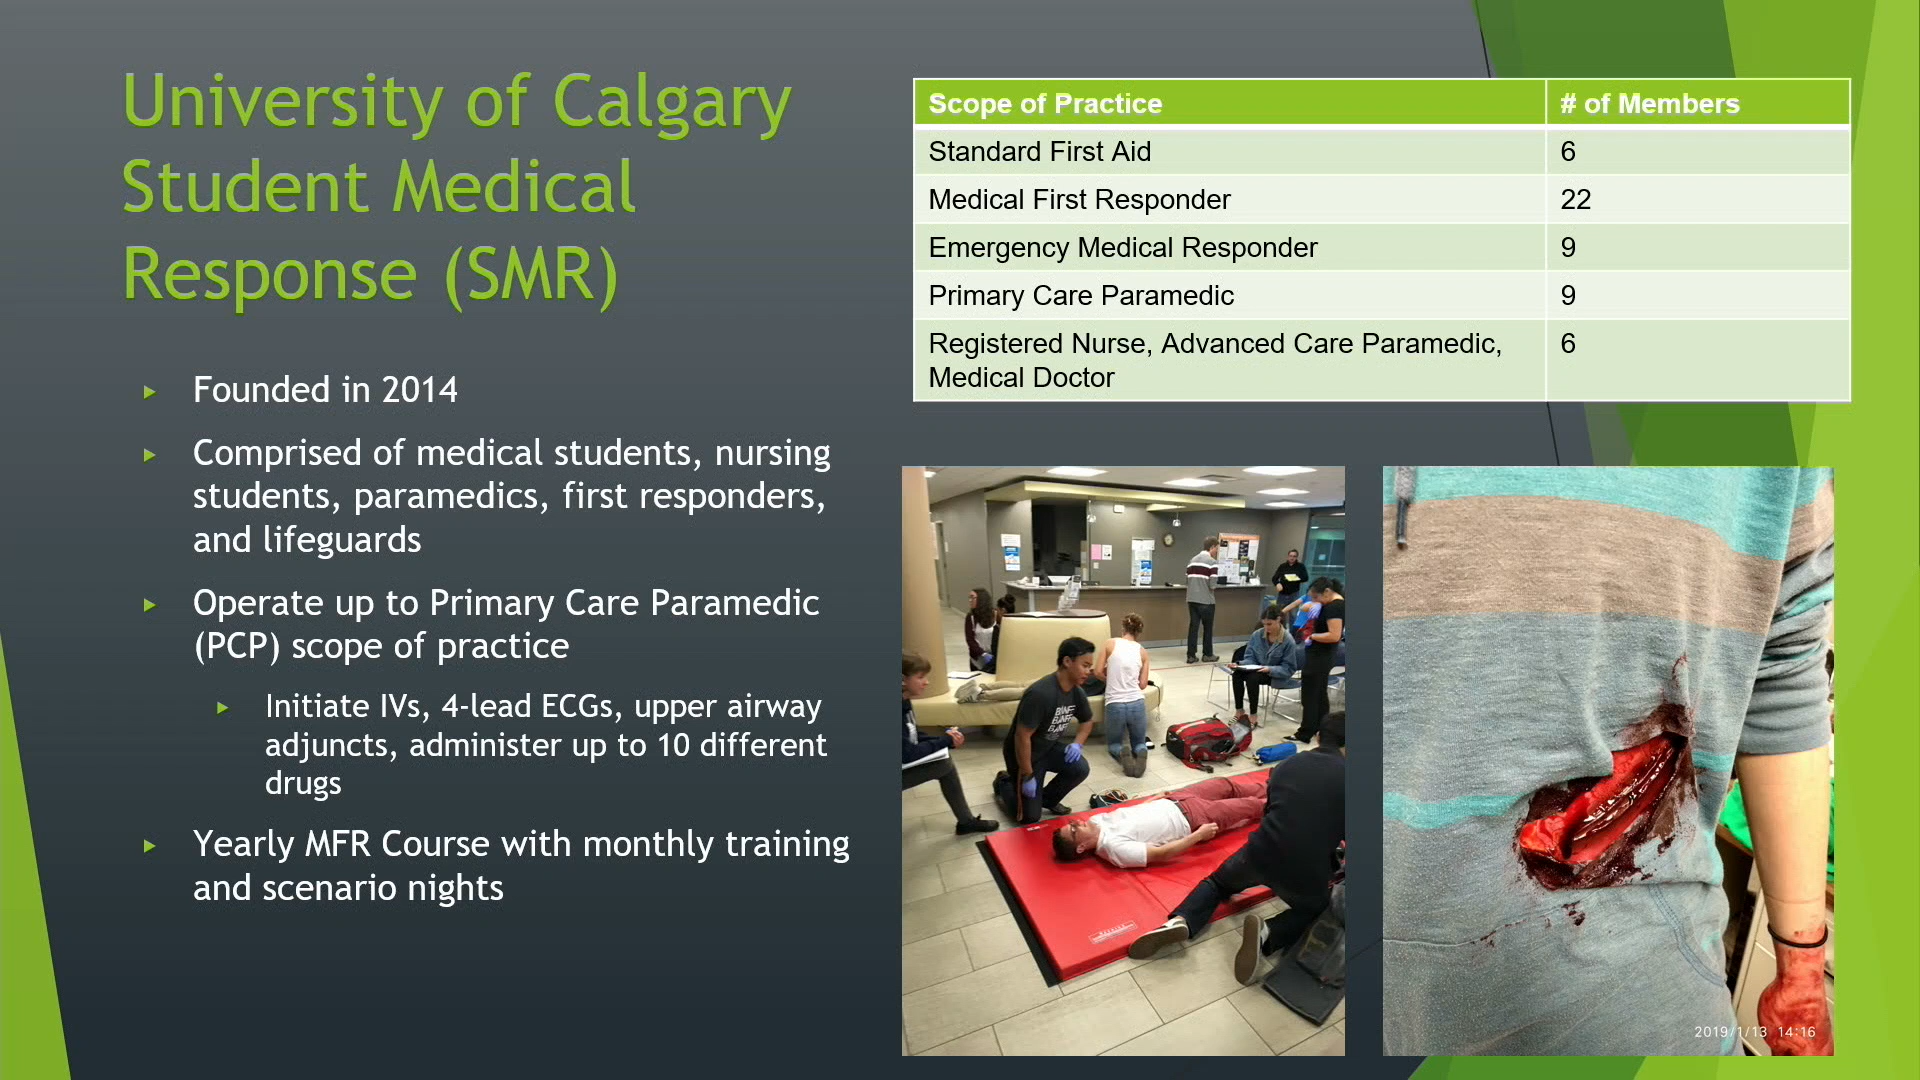 University of Calgary
Student Medical
Response (SMR)
Founded in 2014
Comprised of medical students, nursing
students, paramedics, first responders,
and lifeguards
Operate up to Primary Care Paramedic
(PCP) scope of practice
Initiate IVs, 4-lead ECGs, upper airway
adjuncts, administer up to 10 different
drugs
Yearly MFR Course with monthly training
and scenario nights
Scope of Practice # of Members
Standard First Aid 6
Medical First Responder 22
Emergency Medical Responder 9
Primary Care Paramedic 9
Registered Nurse, Advanced Care Paramedic, 6
Medical Doctor
2019/1/13 14:16